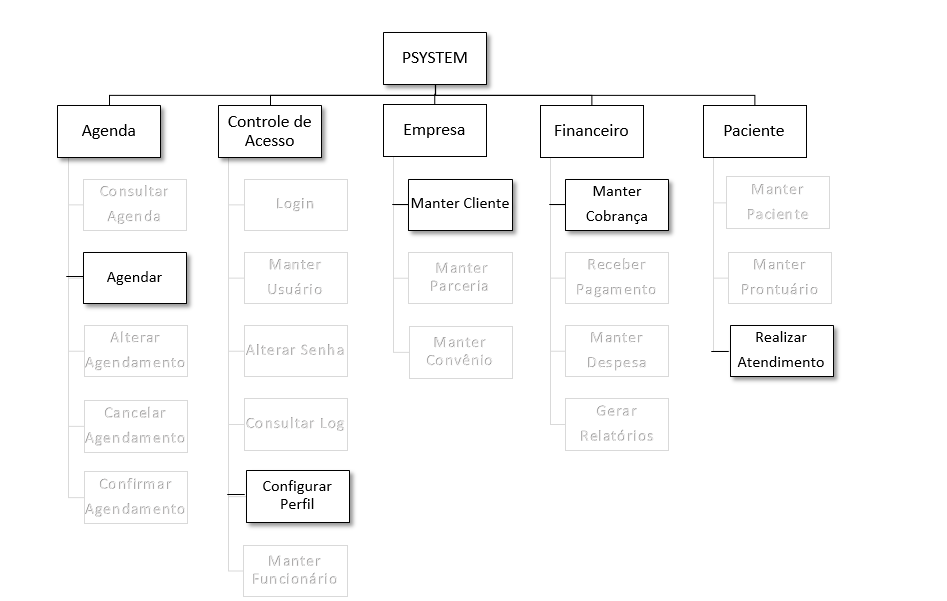 PSYSTEM
Agenda
Controle de
Acesso
Empresa
Financeiro
Paciente
Consultar
Agenda
Agendar
Alterar
Agendamento
Cancelar
Agendamento
Confirmar
Agendamento
Login
Manter
Usuário
Alterar Senha
Consultar Log
Configurar
Perfil
Manter
Funcionário
Manter Cliente
Manter
Parceria
Manter
Convênio
Manter
Cobrança
Receber
Pagamento
Manter
Despesa
Gerar
Relatórios
Manter
Paciente
Manter
Prontuário
Realizar
Atendimento